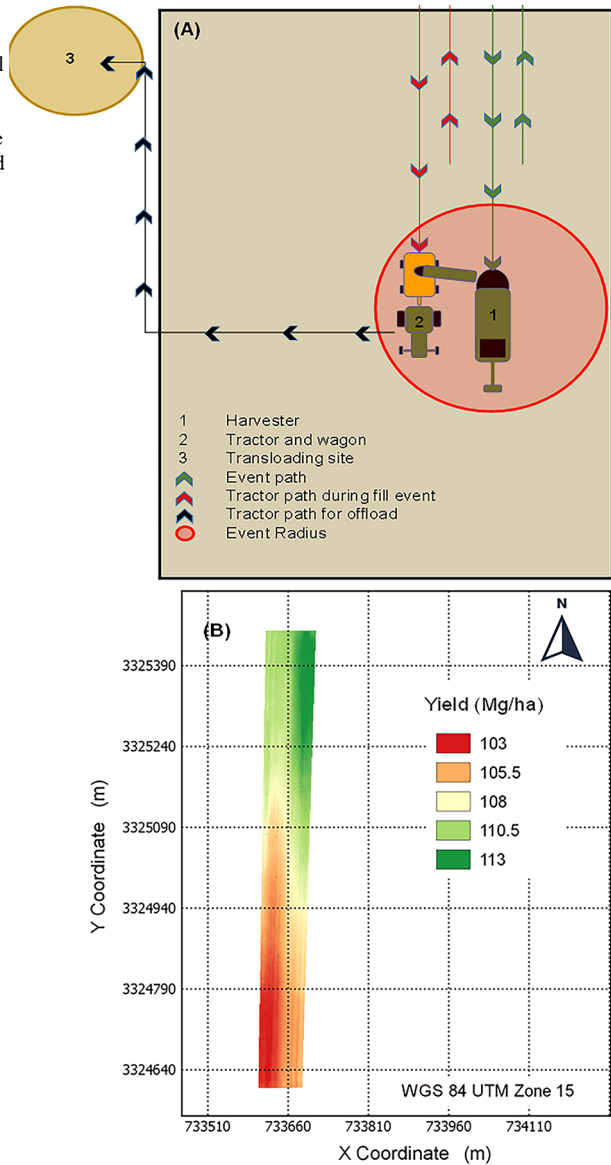 (A)
3
l
e
d
2
1
1 Harvester
2 Tractor and wagon
3 Transloading site
Event path
Tractor path during fill event
Tractor path for offload
Event Radius
(B)
N
Yield (Mg/ha)
103
105.5
108
110.5
113
3325390
3325240
3325090
3324940
3324790
3324640
Y Coordinate (m)
WGS 84 UTM Zone 15
733510 733660 733810 733960 734110
X Coordinate (m)